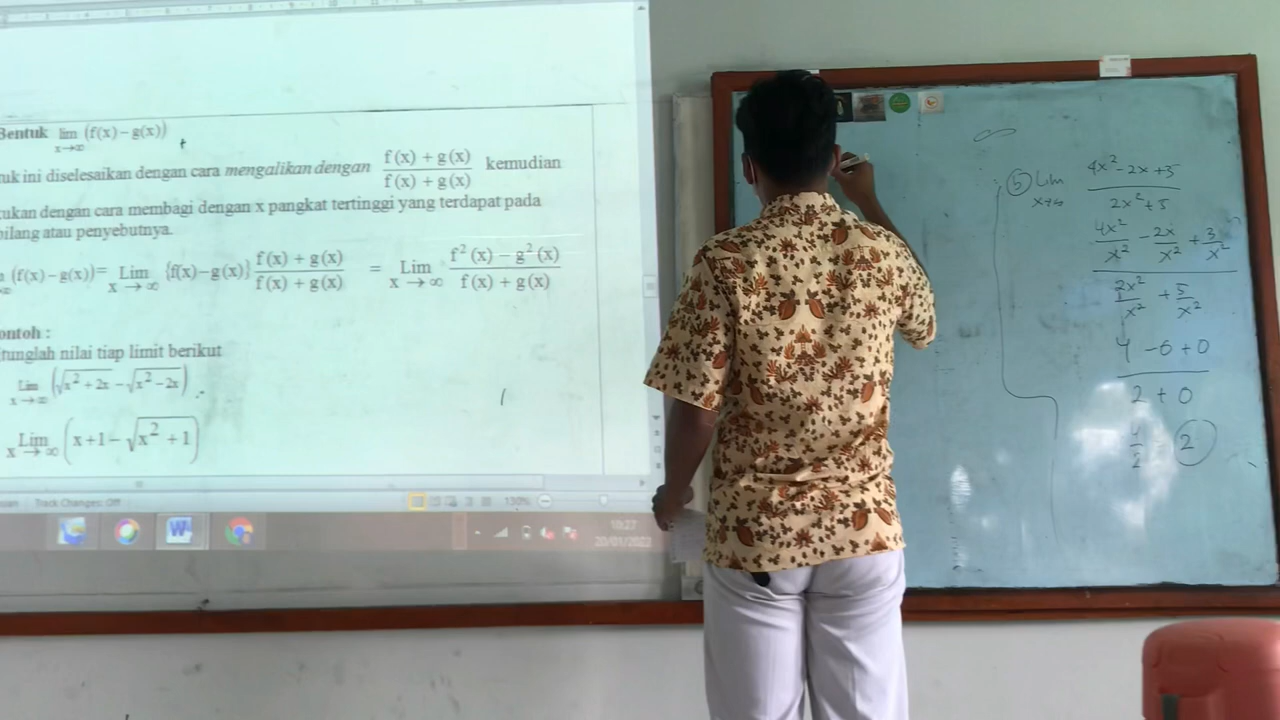 Bentuk lim x→∞ (f(x) − g(x))
tuk ini diselesaikan dengan cara mengalikan dengan f(x) + g(x) / f(x) + g(x) kemudian
kukan dengan cara membagi dengan x pangkat tertinggi yang terdapat pada
bilang atau penyebutnya.
(f(x) − g(x)) = Lim x→∞ {f(x) − g(x)} f(x) + g(x) / f(x) + g(x) = Lim x→∞ f²(x) − g²(x) / f(x) + g(x)
ontoh :
itunglah nilai tiap limit berikut
Lim x→∞ (√x² + 2x − √x² − 2x)
Lim x→∞ (x+1 − √x² + 1)
Track Changes: Off
130%
10:27
20/01/2022
⑤ Lim x→∞ 4x² − 2x + 3 / 2x² + 5
4x²/x² − 2x/x² + 3/x²
2x²/x² + 5/x²
4 − 0 + 0
2 + 0
4/2
2